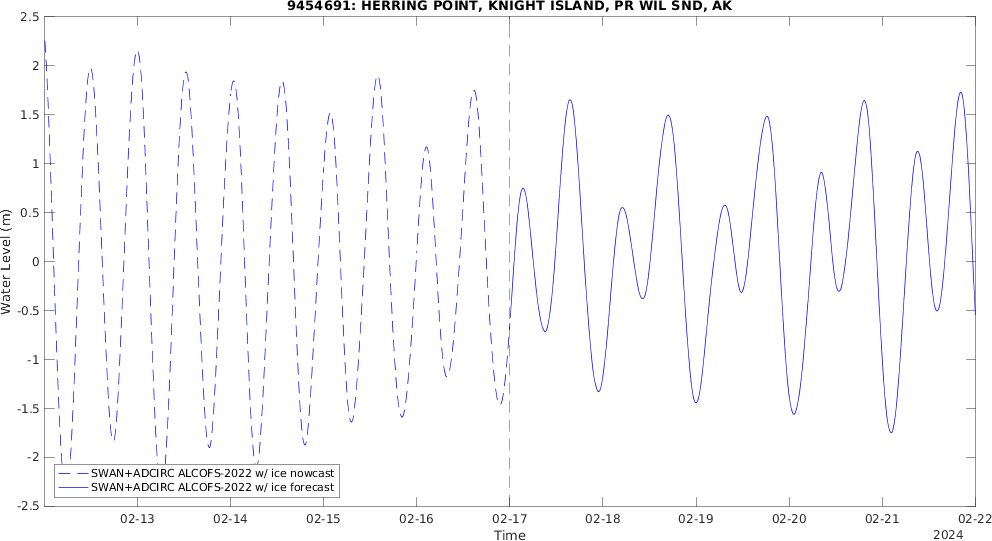 9454691: HERRING POINT, KNIGHT ISLAND, PR WIL SND, AK
2.5
2
1.5
1
0.5
0
-0.5
-1
-1.5
-2
-2.5
Water Level (m)
SWAN+ADCIRC ALCOFS-2022 w/ ice nowcast
SWAN+ADCIRC ALCOFS-2022 w/ ice forecast
02-13 02-14 02-15 02-16 02-17 02-18 02-19 02-20 02-21 02-22
Time
2024